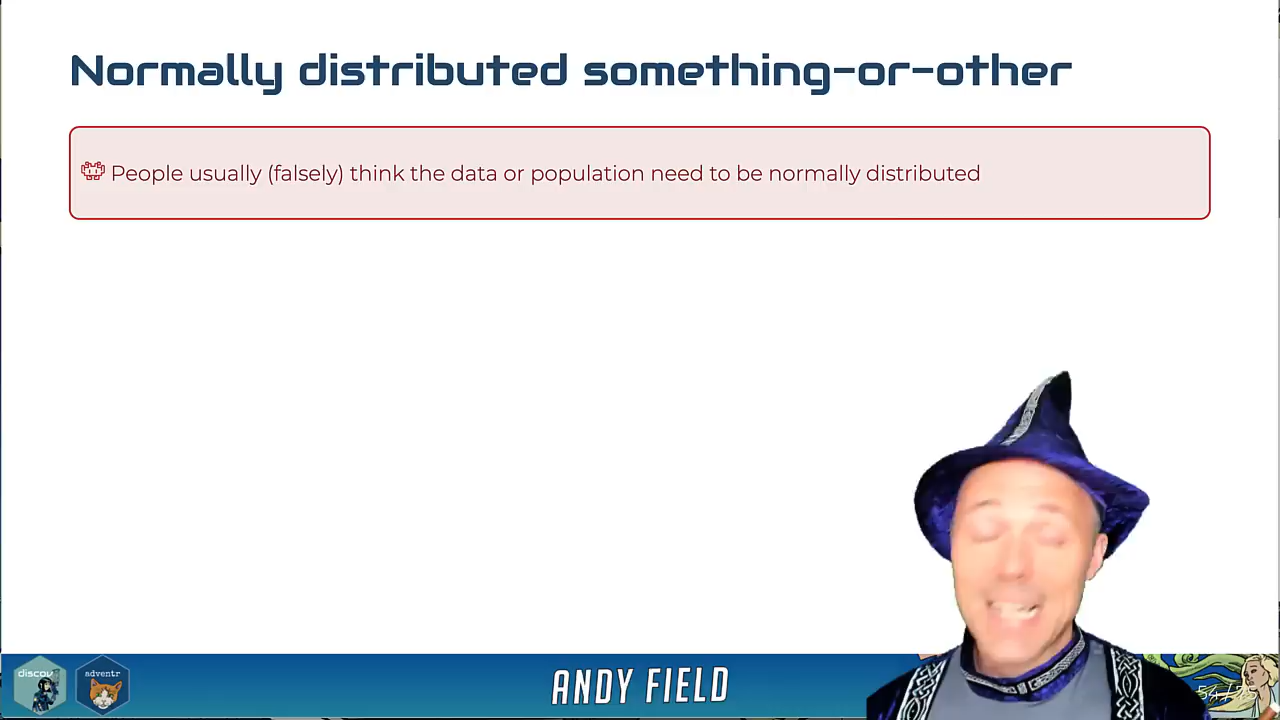 Normally distributed something-or-other
People usually (falsely) think the data or population need to be normally distributed
discov
adventr
ANDY FIELD